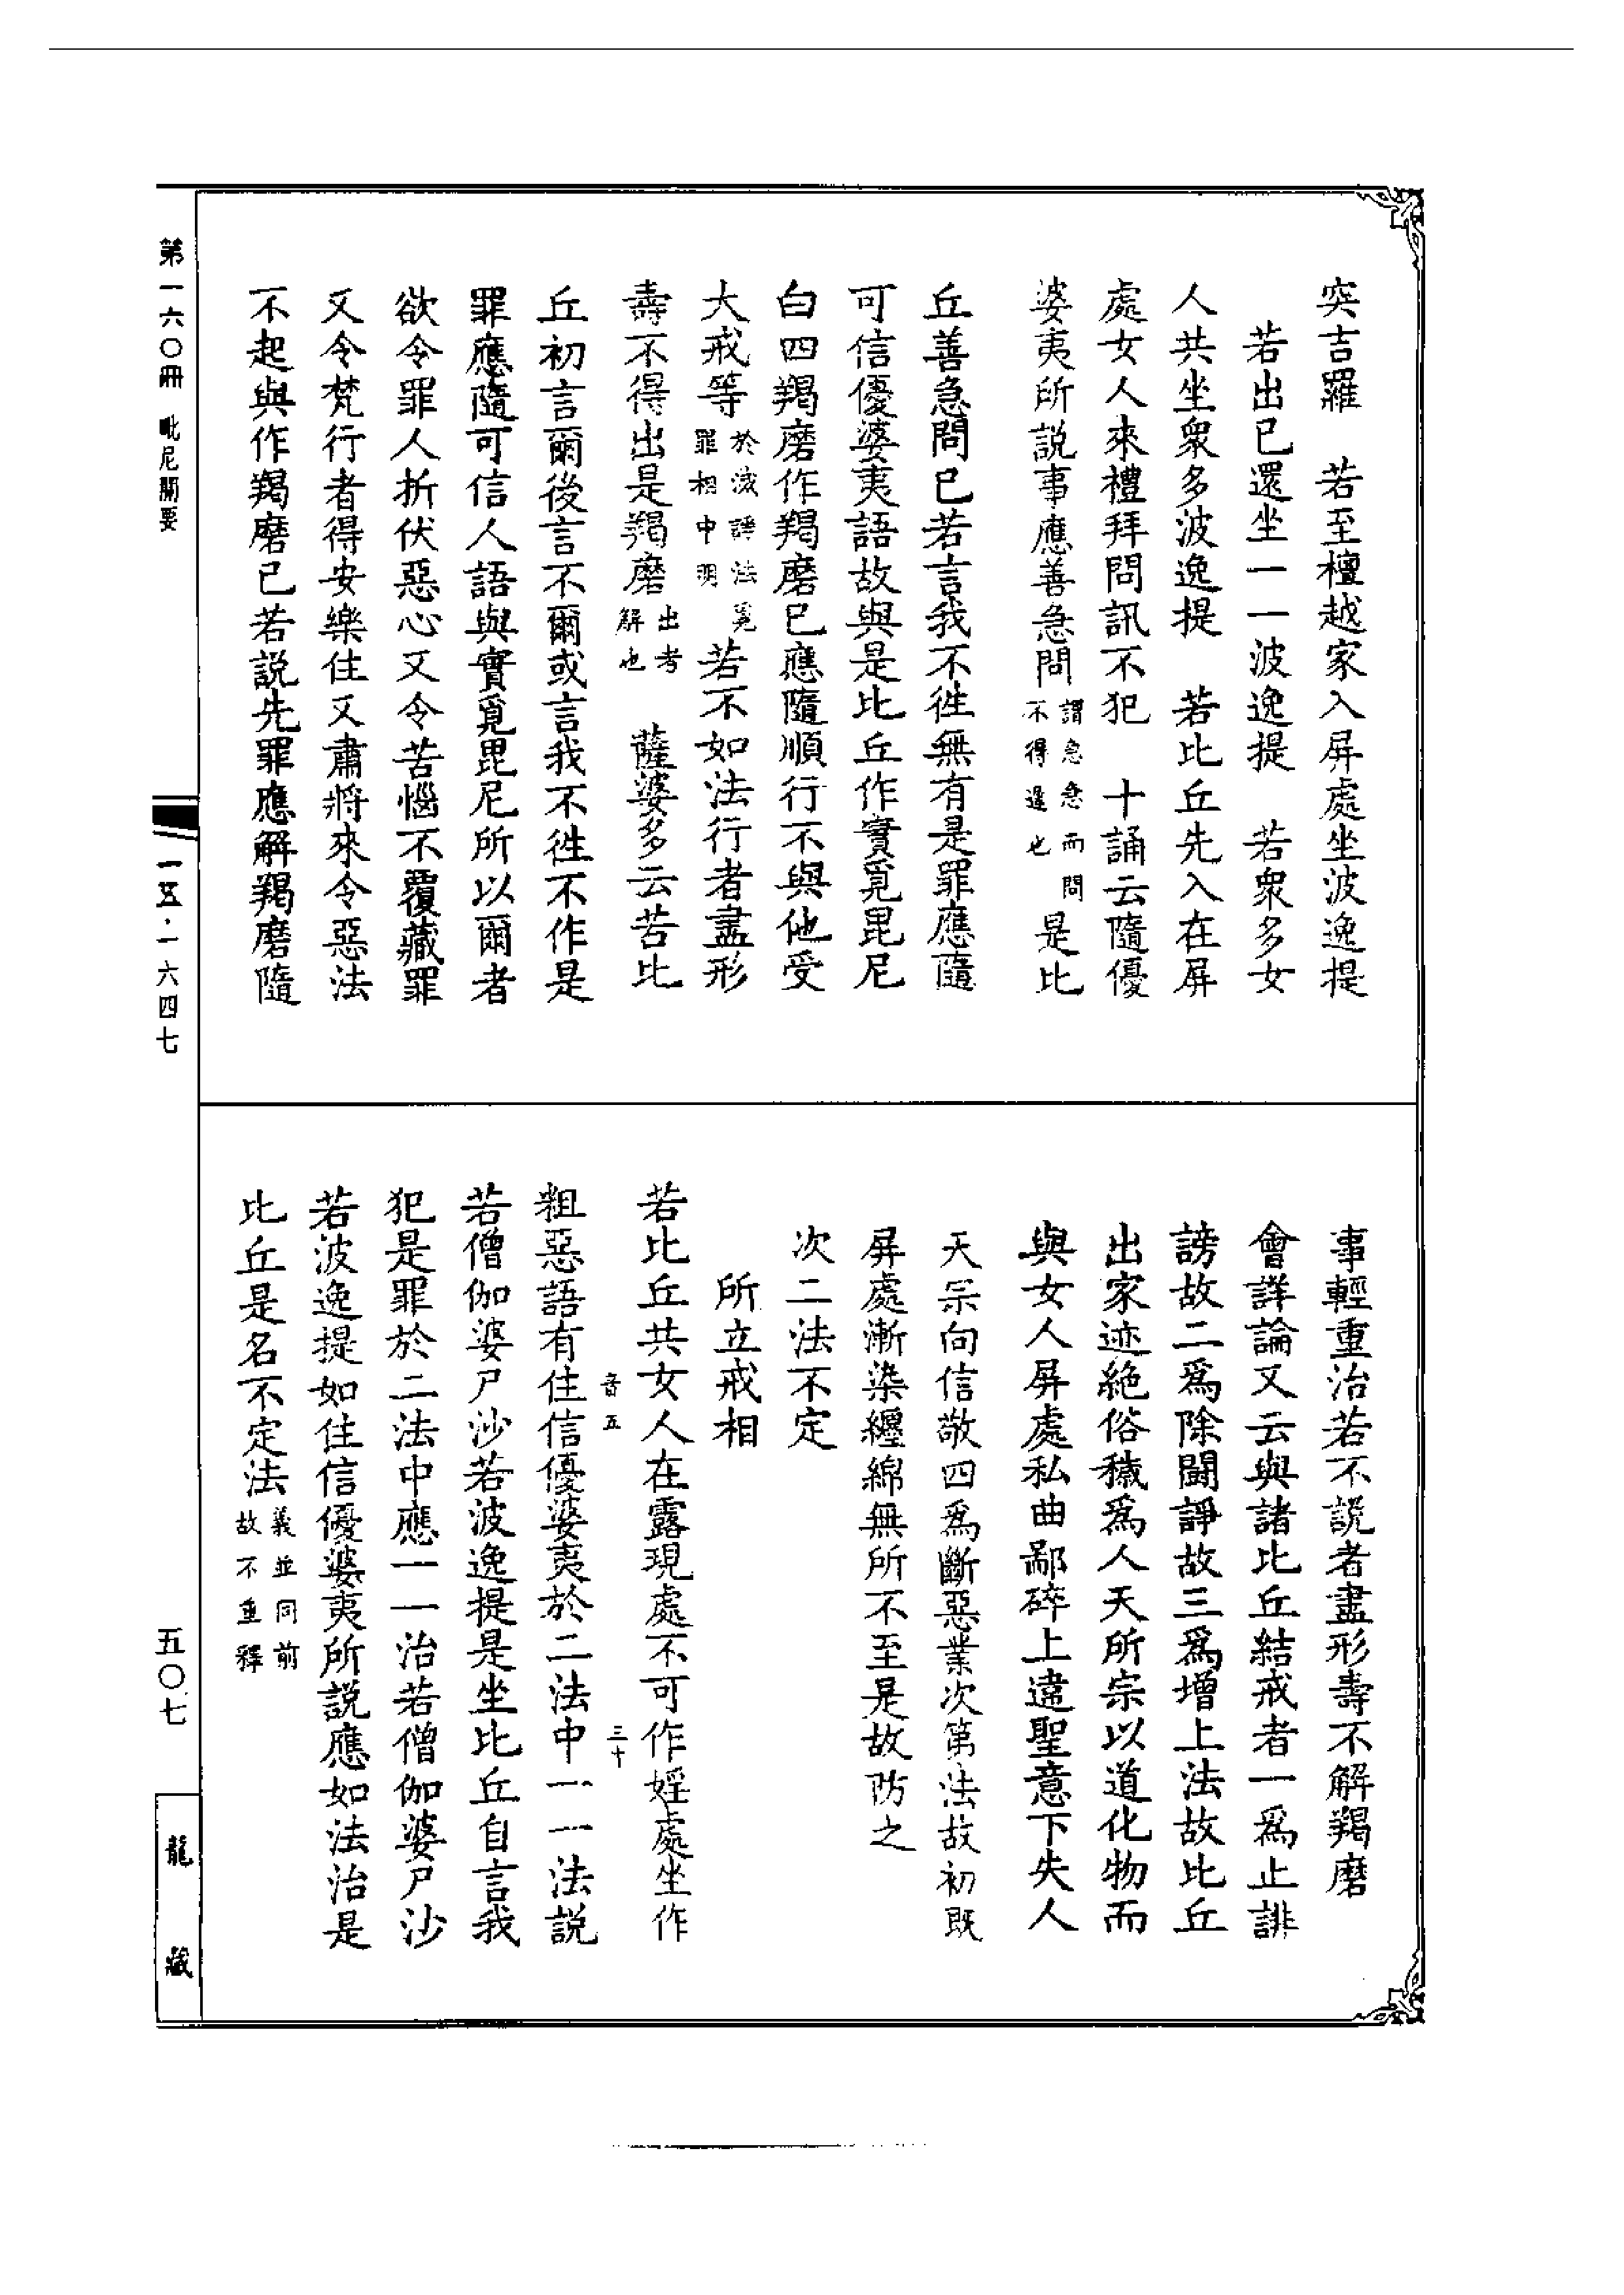 突吉羅　若至檀越家入屏處坐波逸提
若出已還坐一一波逸提　若衆多女
人共坐衆多波逸提　若比丘先入在屏
處女人來禮拜問訊不犯　十誦云隨優
婆夷所説事應善急問謂急急而問不得遲也是比
丘善急問已若言我不徃無有是罪應隨
可信優婆夷語故與是比丘作實覓毘尼
白四羯磨作羯磨已應隨順行不與他受
大戒等於滅諍法覓罪相中明若不如法行者盡形
壽不得出是羯磨出者解也　薩婆多云若比
丘初言爾後言不爾或言我不徃不作是
罪應隨可信人語與實覓毘尼所以爾者
欲令罪人折伏惡心又令苦惱不覆藏罪
又令梵行者得安樂住又肅將來令惡法
不起與作羯磨已若説先罪應解羯磨隨
事輕重治若不説者盡形壽不解羯磨
會詳論又云與諸比丘結戒者一爲止誹
謗故二爲除鬬諍故三爲增上法故比丘
出家迹絶俗穢爲人天所宗以道化物而
與女人屏處私曲鄙碎上違聖意下失人
天宗向信敬四爲斷惡業次第法故初既
屏處漸染纏綿無所不至是故防之
次二法不定
所立戒相
若比丘共女人在露現處不可作婬處坐作
音五　三十
粗惡語有住信優婆夷於二法中一一法説
若僧伽婆尸沙若波逸提是坐比丘自言我
犯是罪於二法中應一一治若僧伽婆尸沙
若波逸提如住信優婆夷所説應如法治是
比丘是名不定法義並同前故不重釋
第一六〇冊　毗尼關要
一五·一六四七
五〇七
龍藏